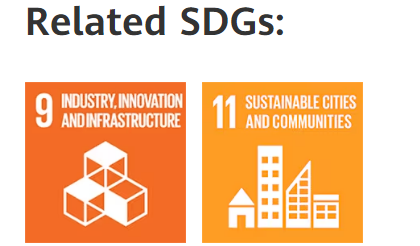 Related SDGs:
9 INDUSTRY, INNOVATION
AND INFRASTRUCTURE
11 SUSTAINABLE CITIES
AND COMMUNITIES